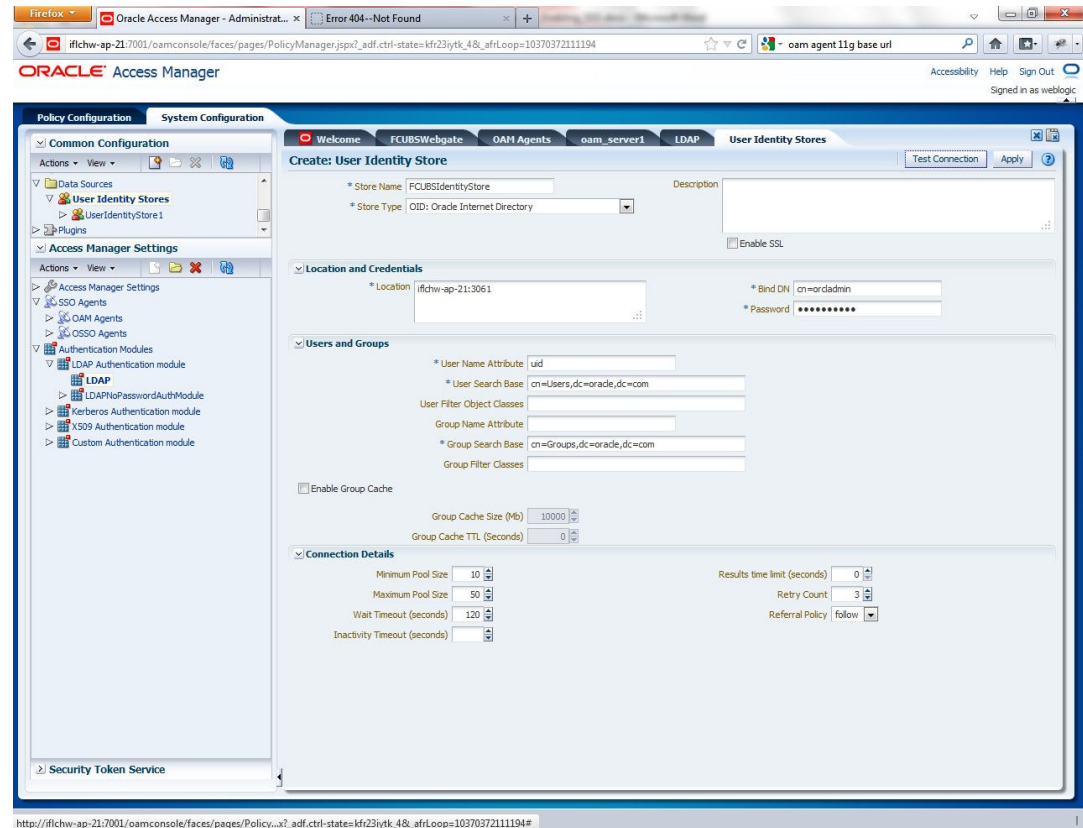 Firefox
Oracle Access Manager - Administrat... ×
Error 404--Not Found ×
+
iflchw-ap-21:7001/oamconsole/faces/pages/PolicyManager.jspx?_adf.ctrl-state=kfr23iytk_4&_afrLoop=10370372111194
oam agent 11g base url
ORACLE Access Manager
Accessibility Help Sign Out
Signed in as weblogic
Policy Configuration System Configuration
Common Configuration
Actions View
Data Sources
User Identity Stores
UserIdentityStore1
Plugins
Access Manager Settings
Actions View
Access Manager Settings
SSO Agents
OAM Agents
OSSO Agents
Authentication Modules
LDAP Authentication module
LDAP
LDAPNoPasswordAuthModule
Kerberos Authentication module
X509 Authentication module
Custom Authentication module
Security Token Service
Welcome FCUBSWebgate OAM Agents oam_server1 LDAP User Identity Stores
Create: User Identity Store
Test Connection Apply ?
* Store Name FCUBSIdentityStore
* Store Type OID: Oracle Internet Directory
Description
Enable SSL
Location and Credentials
* Location iflchw-ap-21:3061
* Bind DN cn=orcladmin
* Password ••••••••••
Users and Groups
* User Name Attribute uid
* User Search Base cn=Users,dc=oracle,dc=com
User Filter Object Classes
Group Name Attribute
* Group Search Base cn=Groups,dc=oracle,dc=com
Group Filter Classes
Enable Group Cache
Group Cache Size (Mb) 10000
Group Cache TTL (Seconds) 0
Connection Details
Minimum Pool Size 10
Maximum Pool Size 50
Wait Timeout (seconds) 120
Inactivity Timeout (seconds)
Results time limit (seconds) 0
Retry Count 3
Referral Policy follow
http://iflchw-ap-21:7001/oamconsole/faces/pages/Policy...x?_adf.ctrl-state=kfr23iytk_4&_afrLoop=10370372111194#